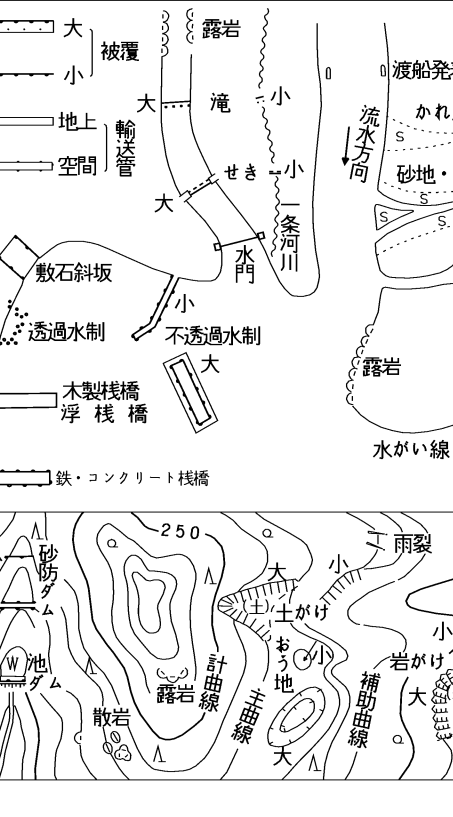 大
露岩
被覆
小
渡船発
大
滝
小
かれ
地上
輸送管
流水方向
S
空間
せき
小
砂地・
S
大
一条河川
S
S
水門
敷石斜坂
小
透過水制
不透過水制
大
露岩
木製桟橋
浮桟橋
水がい線
鉄・コンクリート桟橋
250
雨裂
砂防ダム
大
小
土
土がけ
小
W
池ダム
おう地
小
岩がけ
計曲線
露岩
主曲線
補助曲線
大
散岩
大